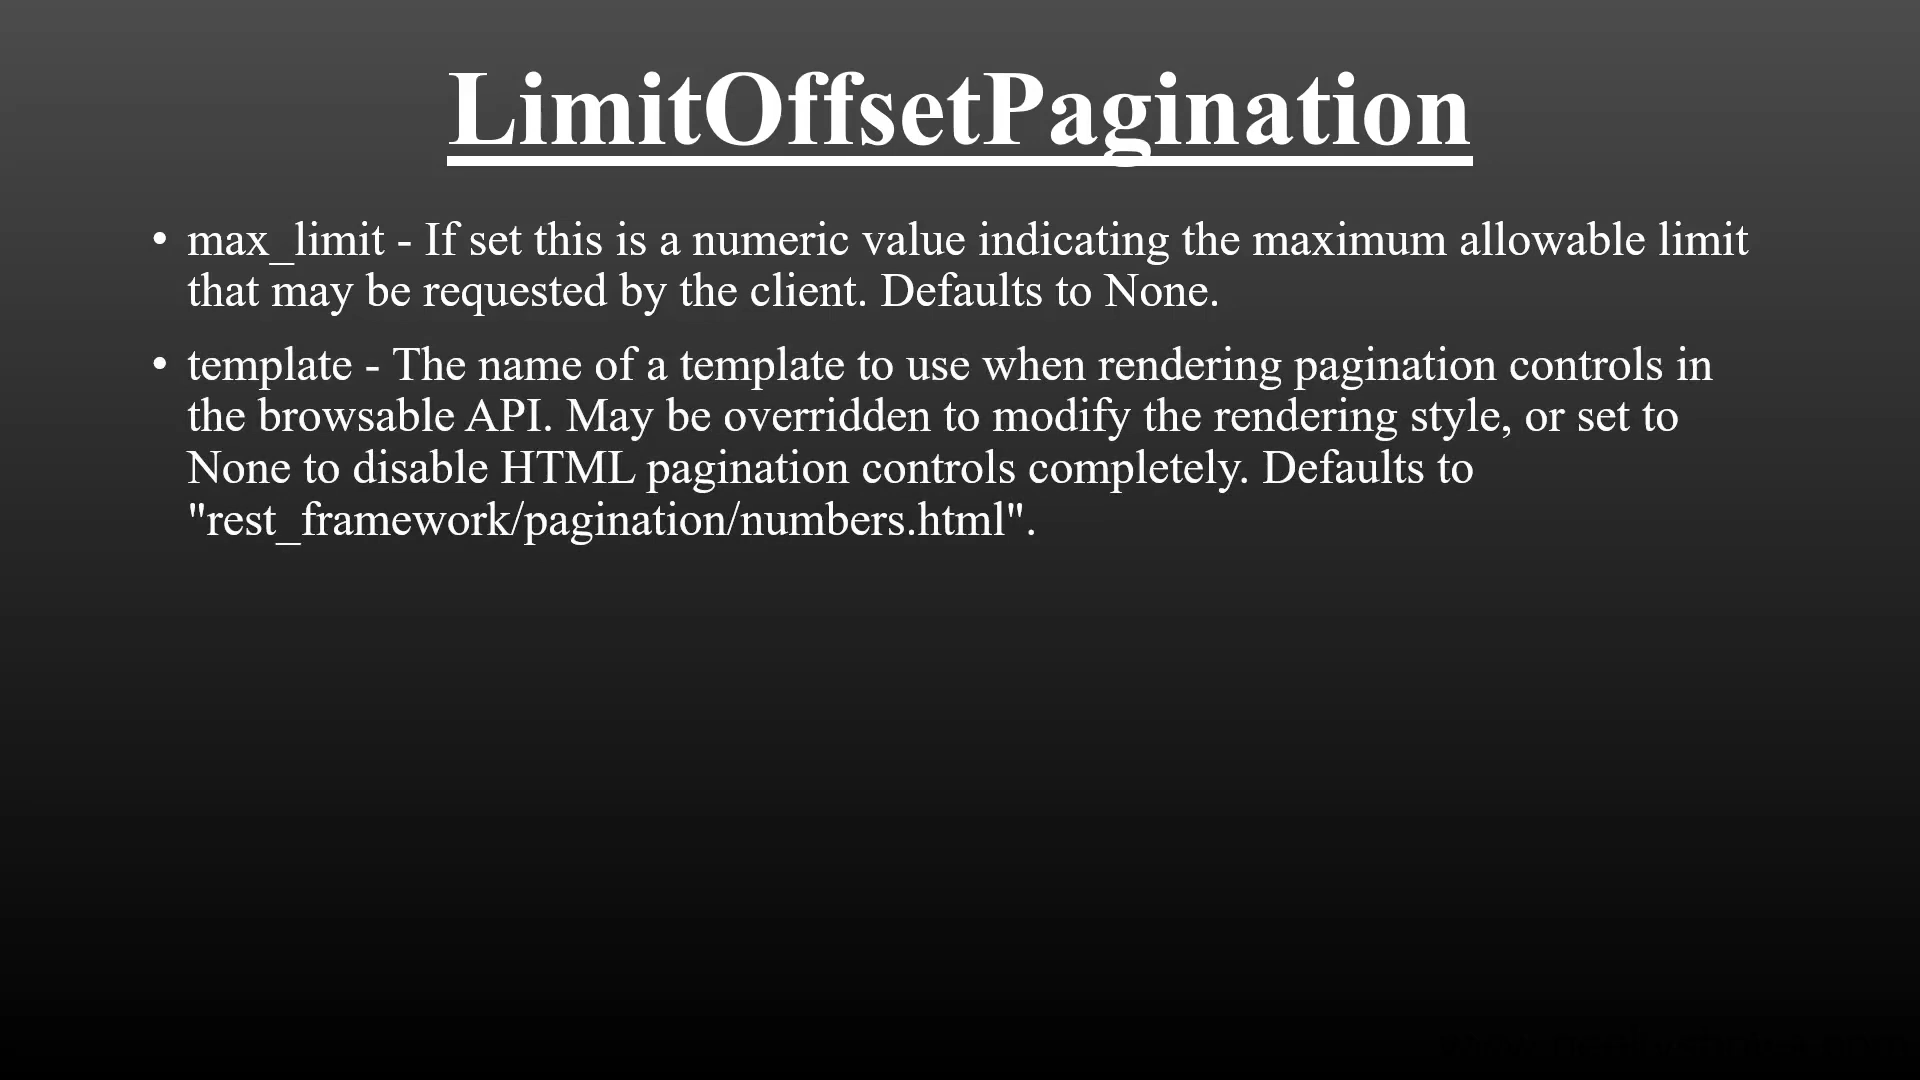 LimitOffsetPagination
• max_limit - If set this is a numeric value indicating the maximum allowable limit
that may be requested by the client. Defaults to None.
• template - The name of a template to use when rendering pagination controls in
the browsable API. May be overridden to modify the rendering style, or set to
None to disable HTML pagination controls completely. Defaults to
"rest_framework/pagination/numbers.html".